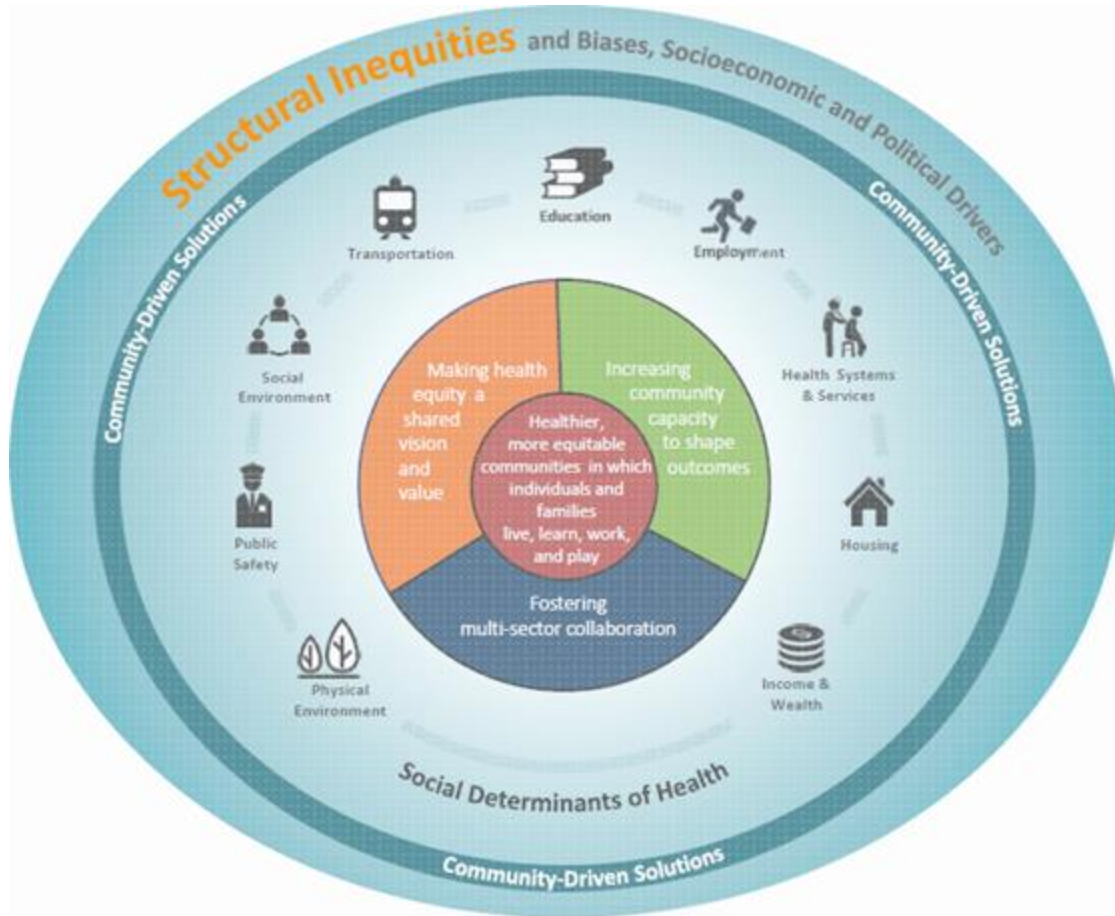 Structural Inequities and Biases, Socioeconomic and Political Drivers
Community-Driven Solutions
Community-Driven Solutions
Education
Transportation
Employment
Social
Environment
Health Systems
& Services
Public
Safety
Housing
Physical
Environment
Income &
Wealth
Making health
equity a
shared
vision
and
value
Increasing
community
capacity
to shape
outcomes
Healthier,
more equitable
communities in which
individuals and
families
live, learn, work,
and play
Fostering
multi-sector collaboration
Social Determinants of Health
Community-Driven Solutions